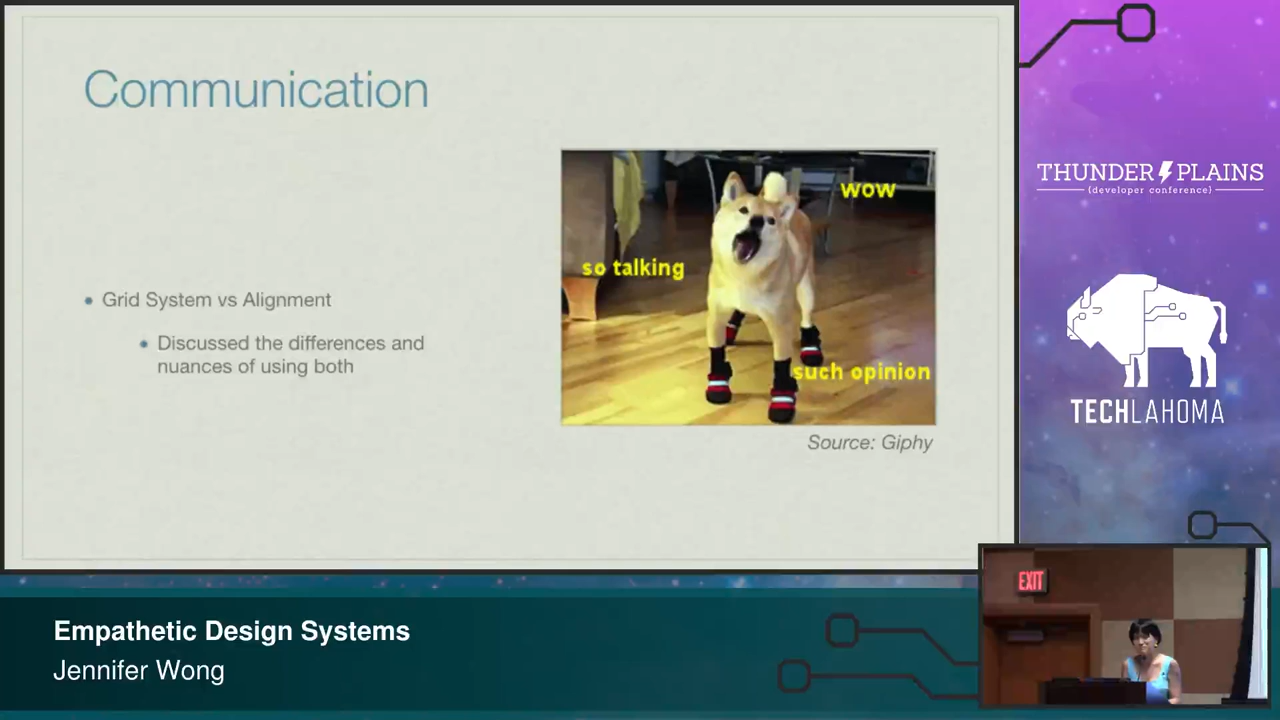 Communication
Grid System vs Alignment
Discussed the differences and
nuances of using both
wow
so talking
such opinion
Source: Giphy
THUNDER PLAINS
{developer conference}
TECHLAHOMA
EXIT
Empathetic Design Systems
Jennifer Wong